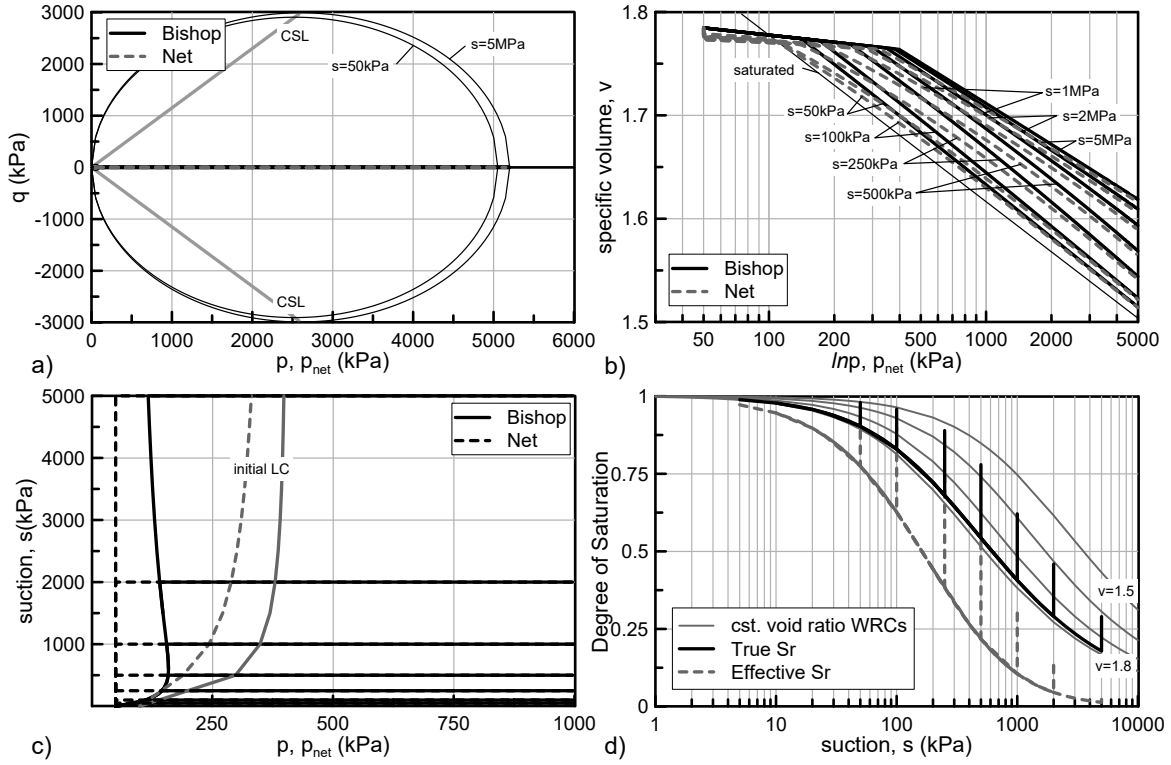 3000
2000
1000
0
-1000
-2000
-3000
q (kPa)
Bishop
Net
CSL
s=5MPa
s=50kPa
CSL
0 1000 2000 3000 4000 5000 6000
p, pnet (kPa)
a)
1.8
1.7
1.6
1.5
specific volume, v
saturated
s=50kPa
s=100kPa
s=250kPa
s=500kPa
s=1MPa
s=2MPa
s=5MPa
Bishop
Net
50 100 200 500 1000 2000 5000
lnp, pnet (kPa)
b)
5000
4000
3000
2000
1000
0
suction, s(kPa)
Bishop
Net
initial LC
250 500 750 1000
p, pnet (kPa)
c)
1
0.75
0.5
0.25
0
Degree of Saturation
v=1.5
v=1.8
cst. void ratio WRCs
True Sr
Effective Sr
1 10 100 1000 10000
suction, s (kPa)
d)